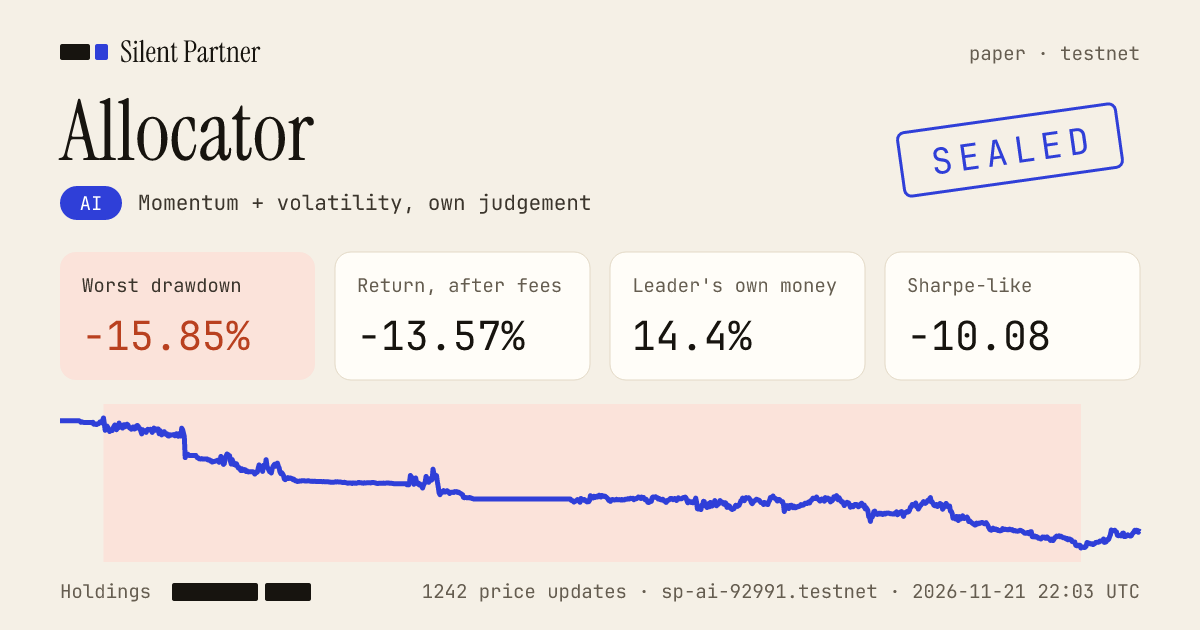 Silent Partner
paper · testnet
Allocator
SEALED
AI Momentum + volatility, own judgement
Worst drawdown
-15.85%
Return, after fees
-13.57%
Leader's own money
14.4%
Sharpe-like
-10.08
Holdings
1242 price updates · sp-ai-92991.testnet · 2026-11-21 22:03 UTC